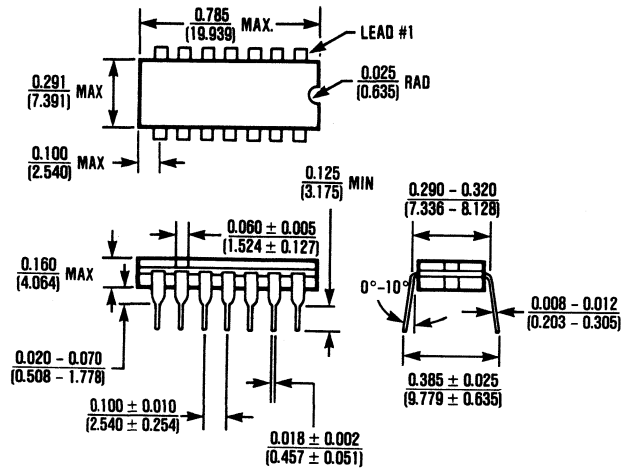 0.785
(19.939)
MAX.
LEAD #1
0.291
(7.391)
MAX
0.025
(0.635)
RAD
0.100
(2.540)
MAX
0.125
(3.175)
MIN
0.290 – 0.320
(7.336 – 8.128)
0.060 ± 0.005
(1.524 ± 0.127)
0.160
(4.064)
MAX
0°–10°
0.008 – 0.012
(0.203 – 0.305)
0.020 – 0.070
(0.508 – 1.778)
0.385 ± 0.025
(9.779 ± 0.635)
0.100 ± 0.010
(2.540 ± 0.254)
0.018 ± 0.002
(0.457 ± 0.051)